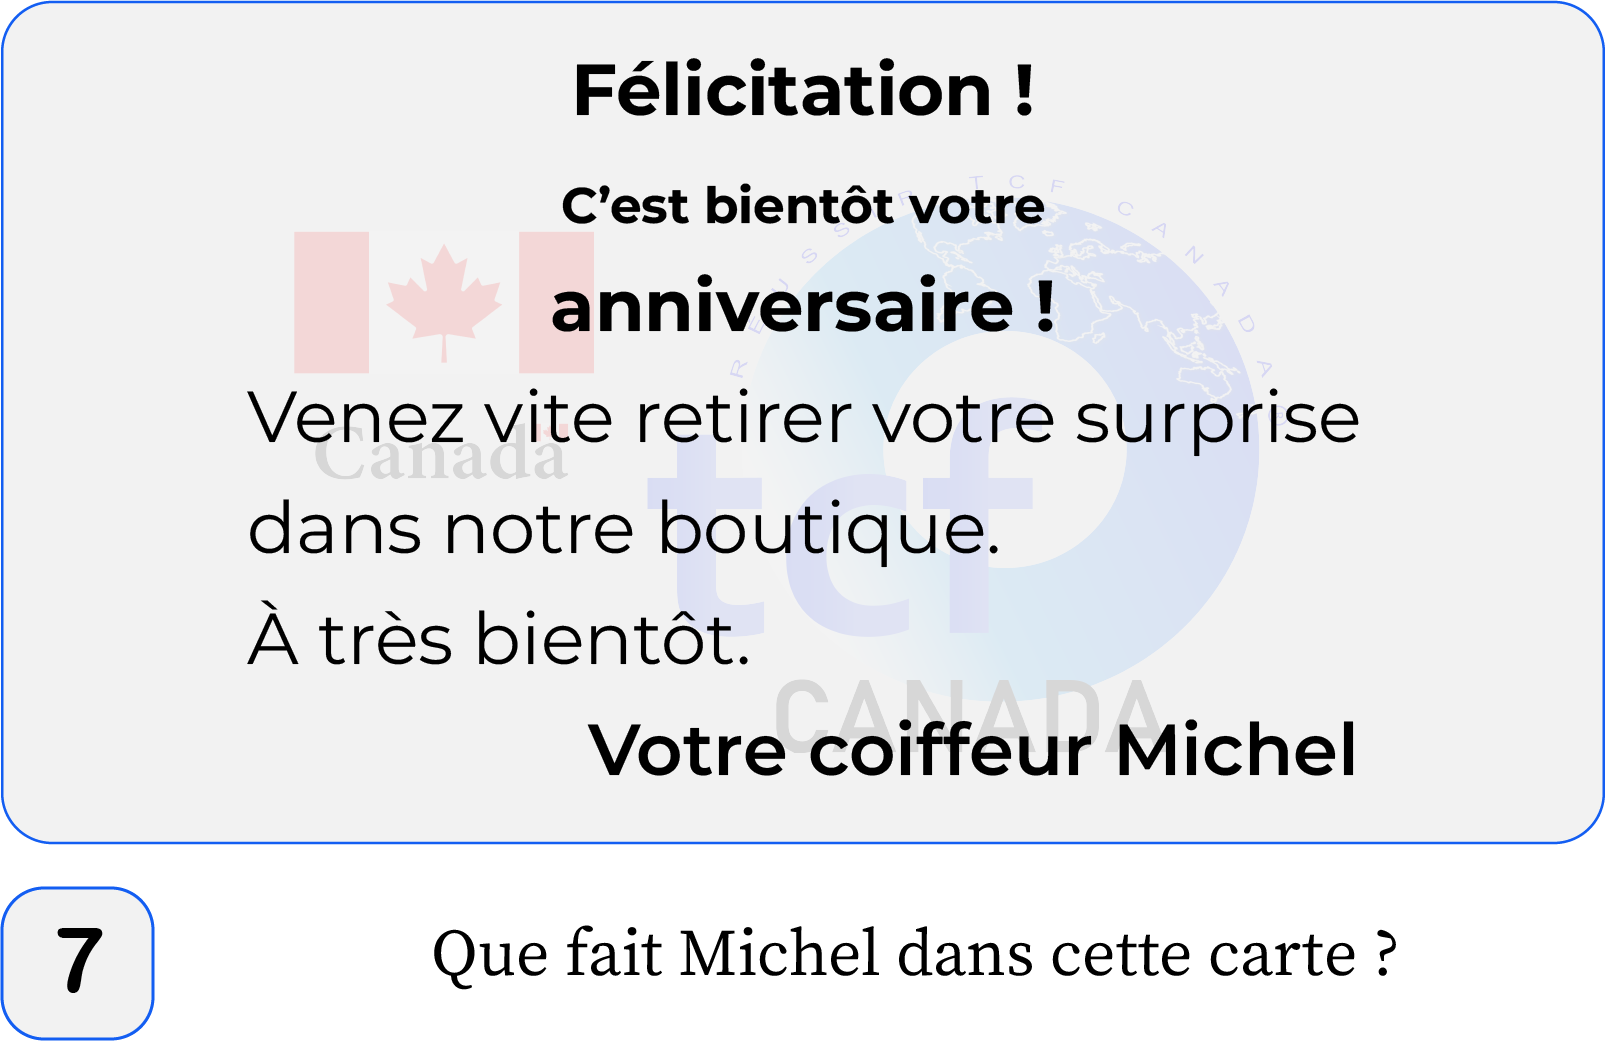 Félicitation !
C’est bientôt votre
anniversaire !
Venez vite retirer votre surprise
dans notre boutique.
À très bientôt.
Votre coiffeur Michel
REUSSIR TCF CANADA
Canada
tcf
CANADA
®
7
Que fait Michel dans cette carte ?